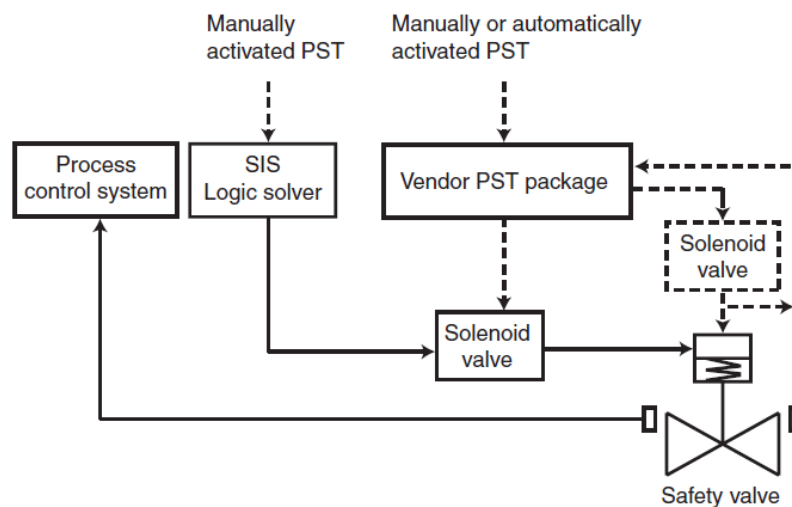 Manually
activated PST
Manually or automatically
activated PST
Process
control system
SIS
Logic solver
Vendor PST package
Solenoid
valve
Solenoid
valve
Safety valve